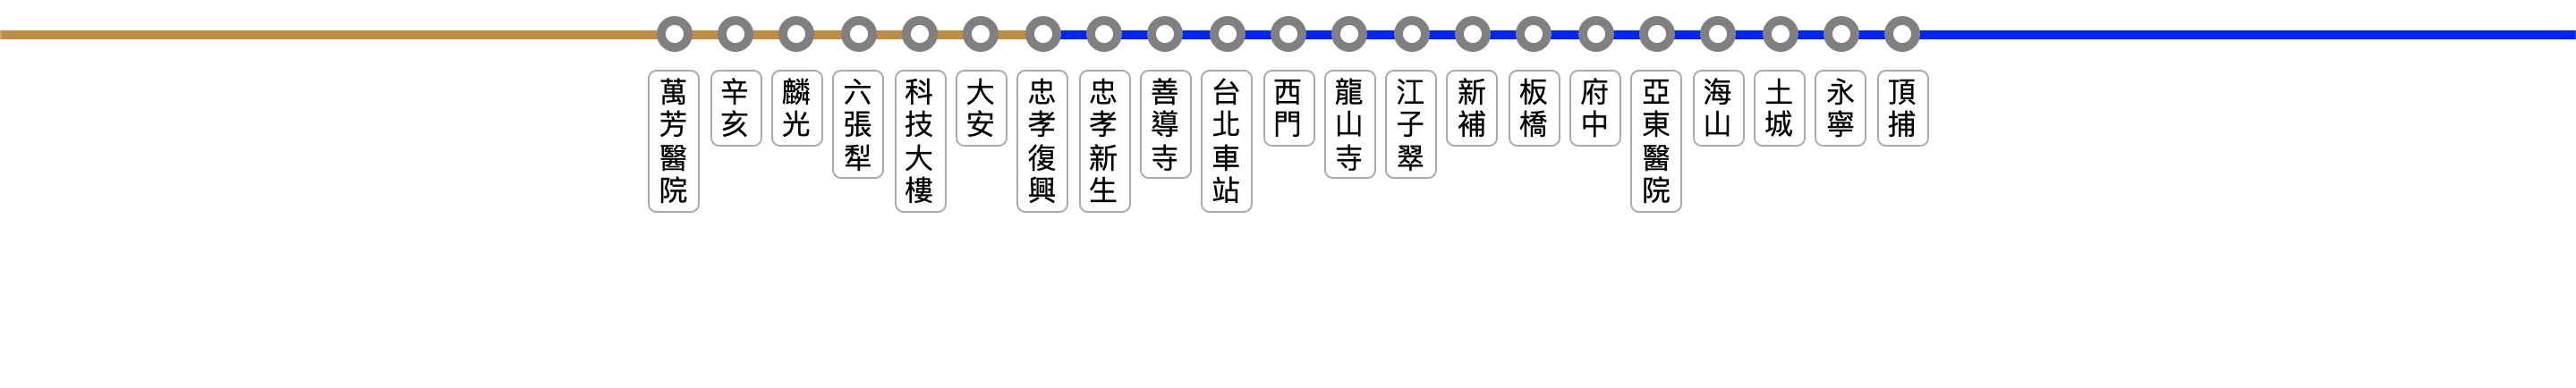 萬芳醫院
辛亥
麟光
六張犁
科技大樓
大安
忠孝復興
忠孝新生
善導寺
台北車站
西門
龍山寺
江子翠
新補
板橋
府中
亞東醫院
海山
土城
永寧
頂捕